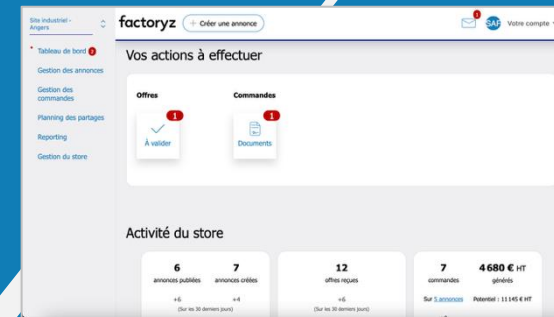 Site industriel -
Angers
factoryz
+ Créer une annonce
1
SAF
Votre compte
* Tableau de bord 3
Gestion des annonces
Gestion des
commandes
Planning des partages
Reporting
Gestion du store
Vos actions à effectuer
Offres
Commandes
1
1
À valider
Documents
Activité du store
6
7
12
7
4 680 € HT
annonces publiées
annonces créées
offres reçues
commandes
générés
+6
+4
+6
Sur 5 annonces
Potentiel : 11 145 € HT
(Sur les 30 derniers jours)
(Sur les 30 derniers jours)